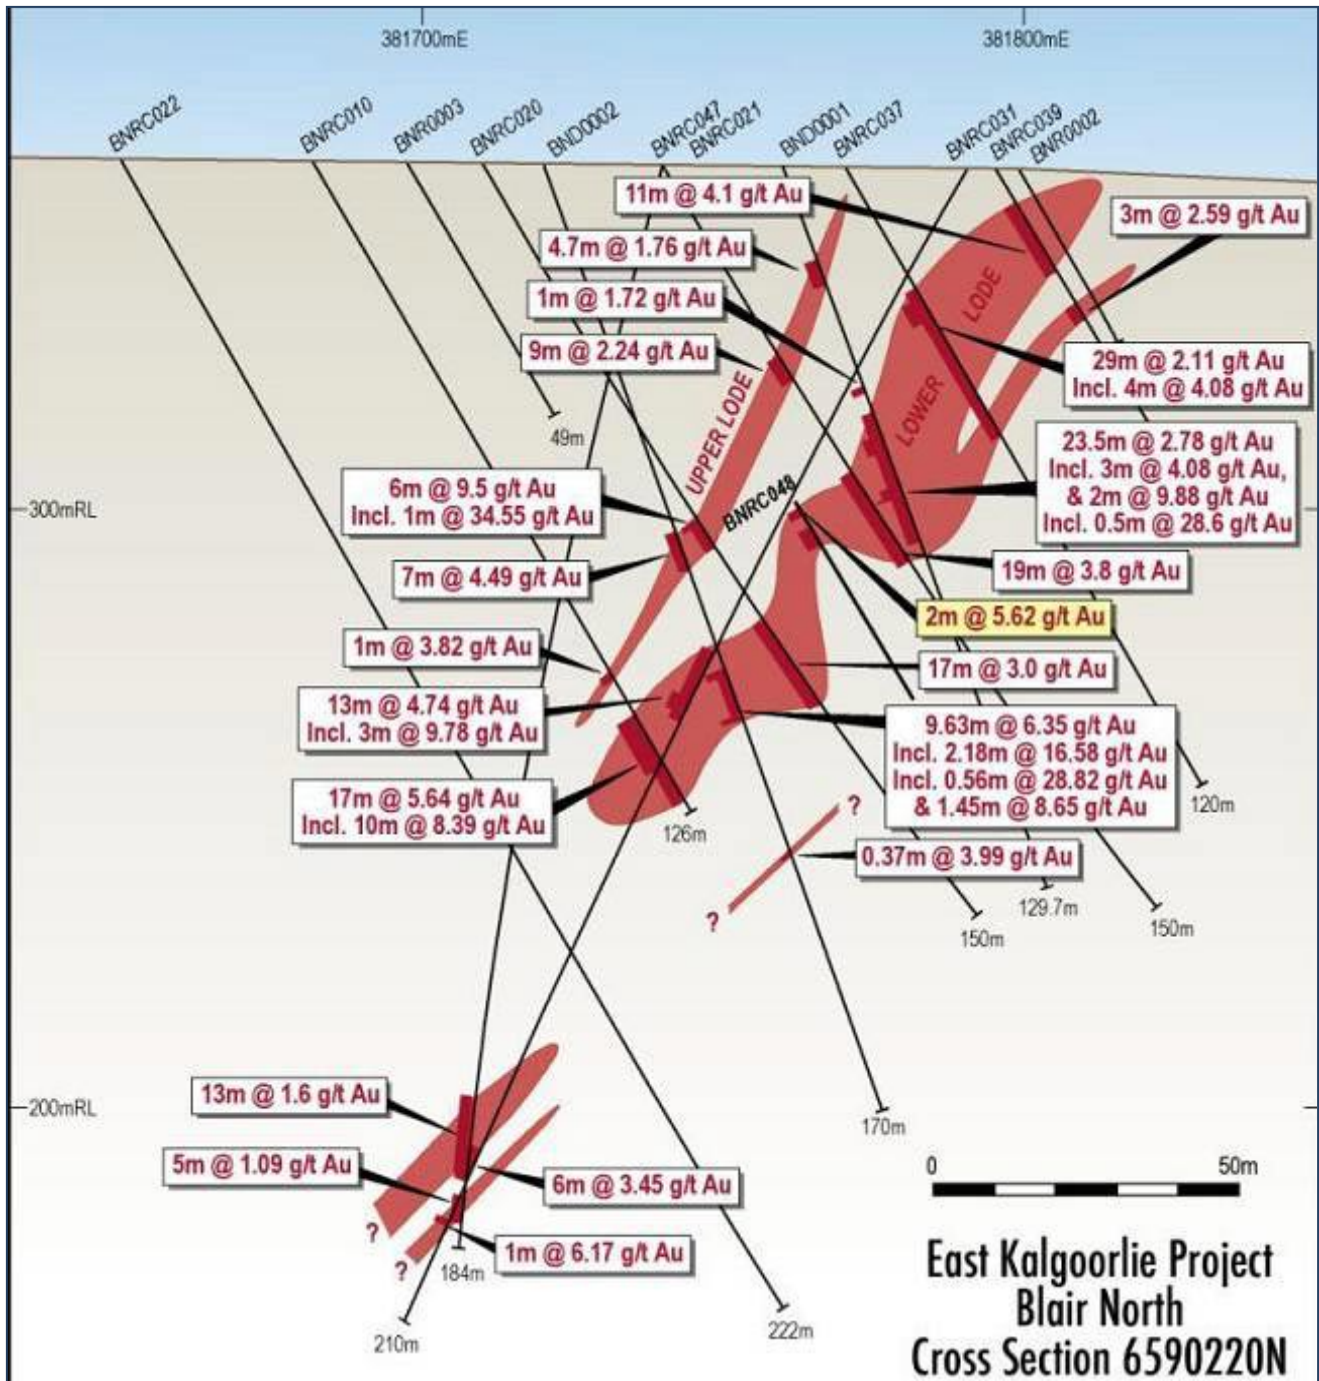 381700mE
381800mE
BNRC022
BNRC010
BNR0003
BNRC020
BND0002
BNRC047
BNRC021
BND0001
BNRC037
BNRC031
BNRC039
BNR0002
11m @ 4.1 g/t Au
3m @ 2.59 g/t Au
4.7m @ 1.76 g/t Au
1m @ 1.72 g/t Au
LODE
9m @ 2.24 g/t Au
29m @ 2.11 g/t Au
Incl. 4m @ 4.08 g/t Au
LOWER
49m
UPPER LODE
23.5m @ 2.78 g/t Au
Incl. 3m @ 4.08 g/t Au,
& 2m @ 9.88 g/t Au
Incl. 0.5m @ 28.6 g/t Au
6m @ 9.5 g/t Au
Incl. 1m @ 34.55 g/t Au
BNRC048
300mRL
7m @ 4.49 g/t Au
19m @ 3.8 g/t Au
2m @ 5.62 g/t Au
1m @ 3.82 g/t Au
17m @ 3.0 g/t Au
13m @ 4.74 g/t Au
Incl. 3m @ 9.78 g/t Au
9.63m @ 6.35 g/t Au
Incl. 2.18m @ 16.58 g/t Au
Incl. 0.56m @ 28.82 g/t Au
& 1.45m @ 8.65 g/t Au
17m @ 5.64 g/t Au
Incl. 10m @ 8.39 g/t Au
126m
?
120m
0.37m @ 3.99 g/t Au
?
129.7m
150m
150m
13m @ 1.6 g/t Au
200mRL
170m
5m @ 1.09 g/t Au
6m @ 3.45 g/t Au
0
50m
?
1m @ 6.17 g/t Au
?
184m
210m
222m
East Kalgoorlie Project
Blair North
Cross Section 6590220N